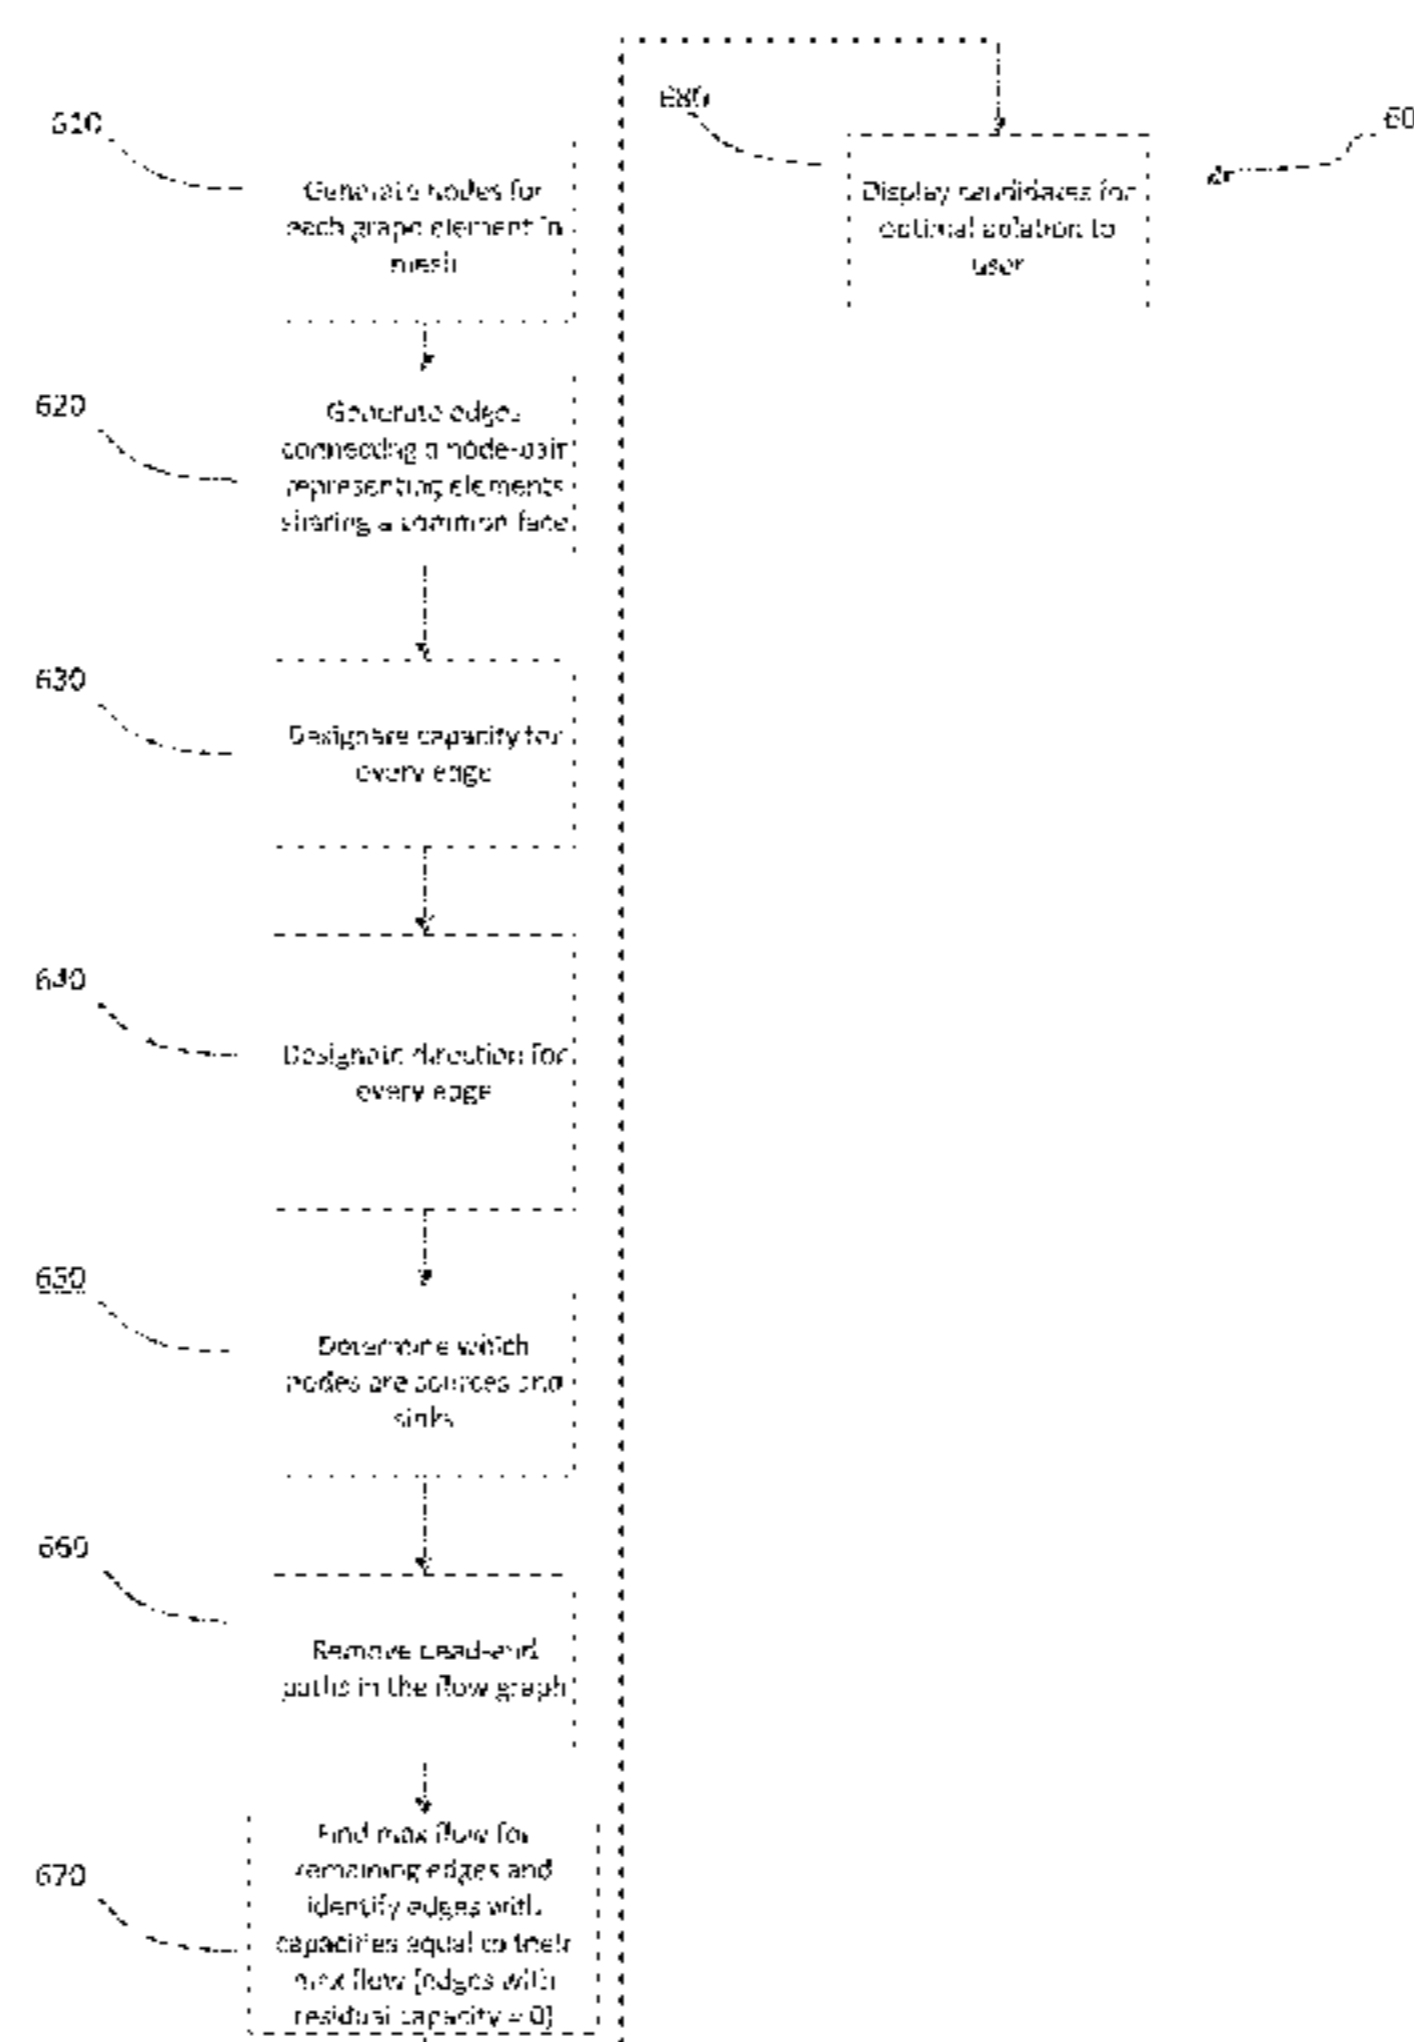 610
Generate nodes for
each graph element in
mesh
620
Generate edges
connecting a node-pair
representing elements
sharing a common face
630
Designate capacity for
every edge
640
Designate direction for
every edge
650
Determine which
nodes are sources and
sinks
660
Remove dead-end
paths in the flow graph
670
Find max flow for
remaining edges and
identify edges with
capacities equal to their
max flow (edges with
residual capacity = 0)
680
Display candidates for
optimal solution to
user
60